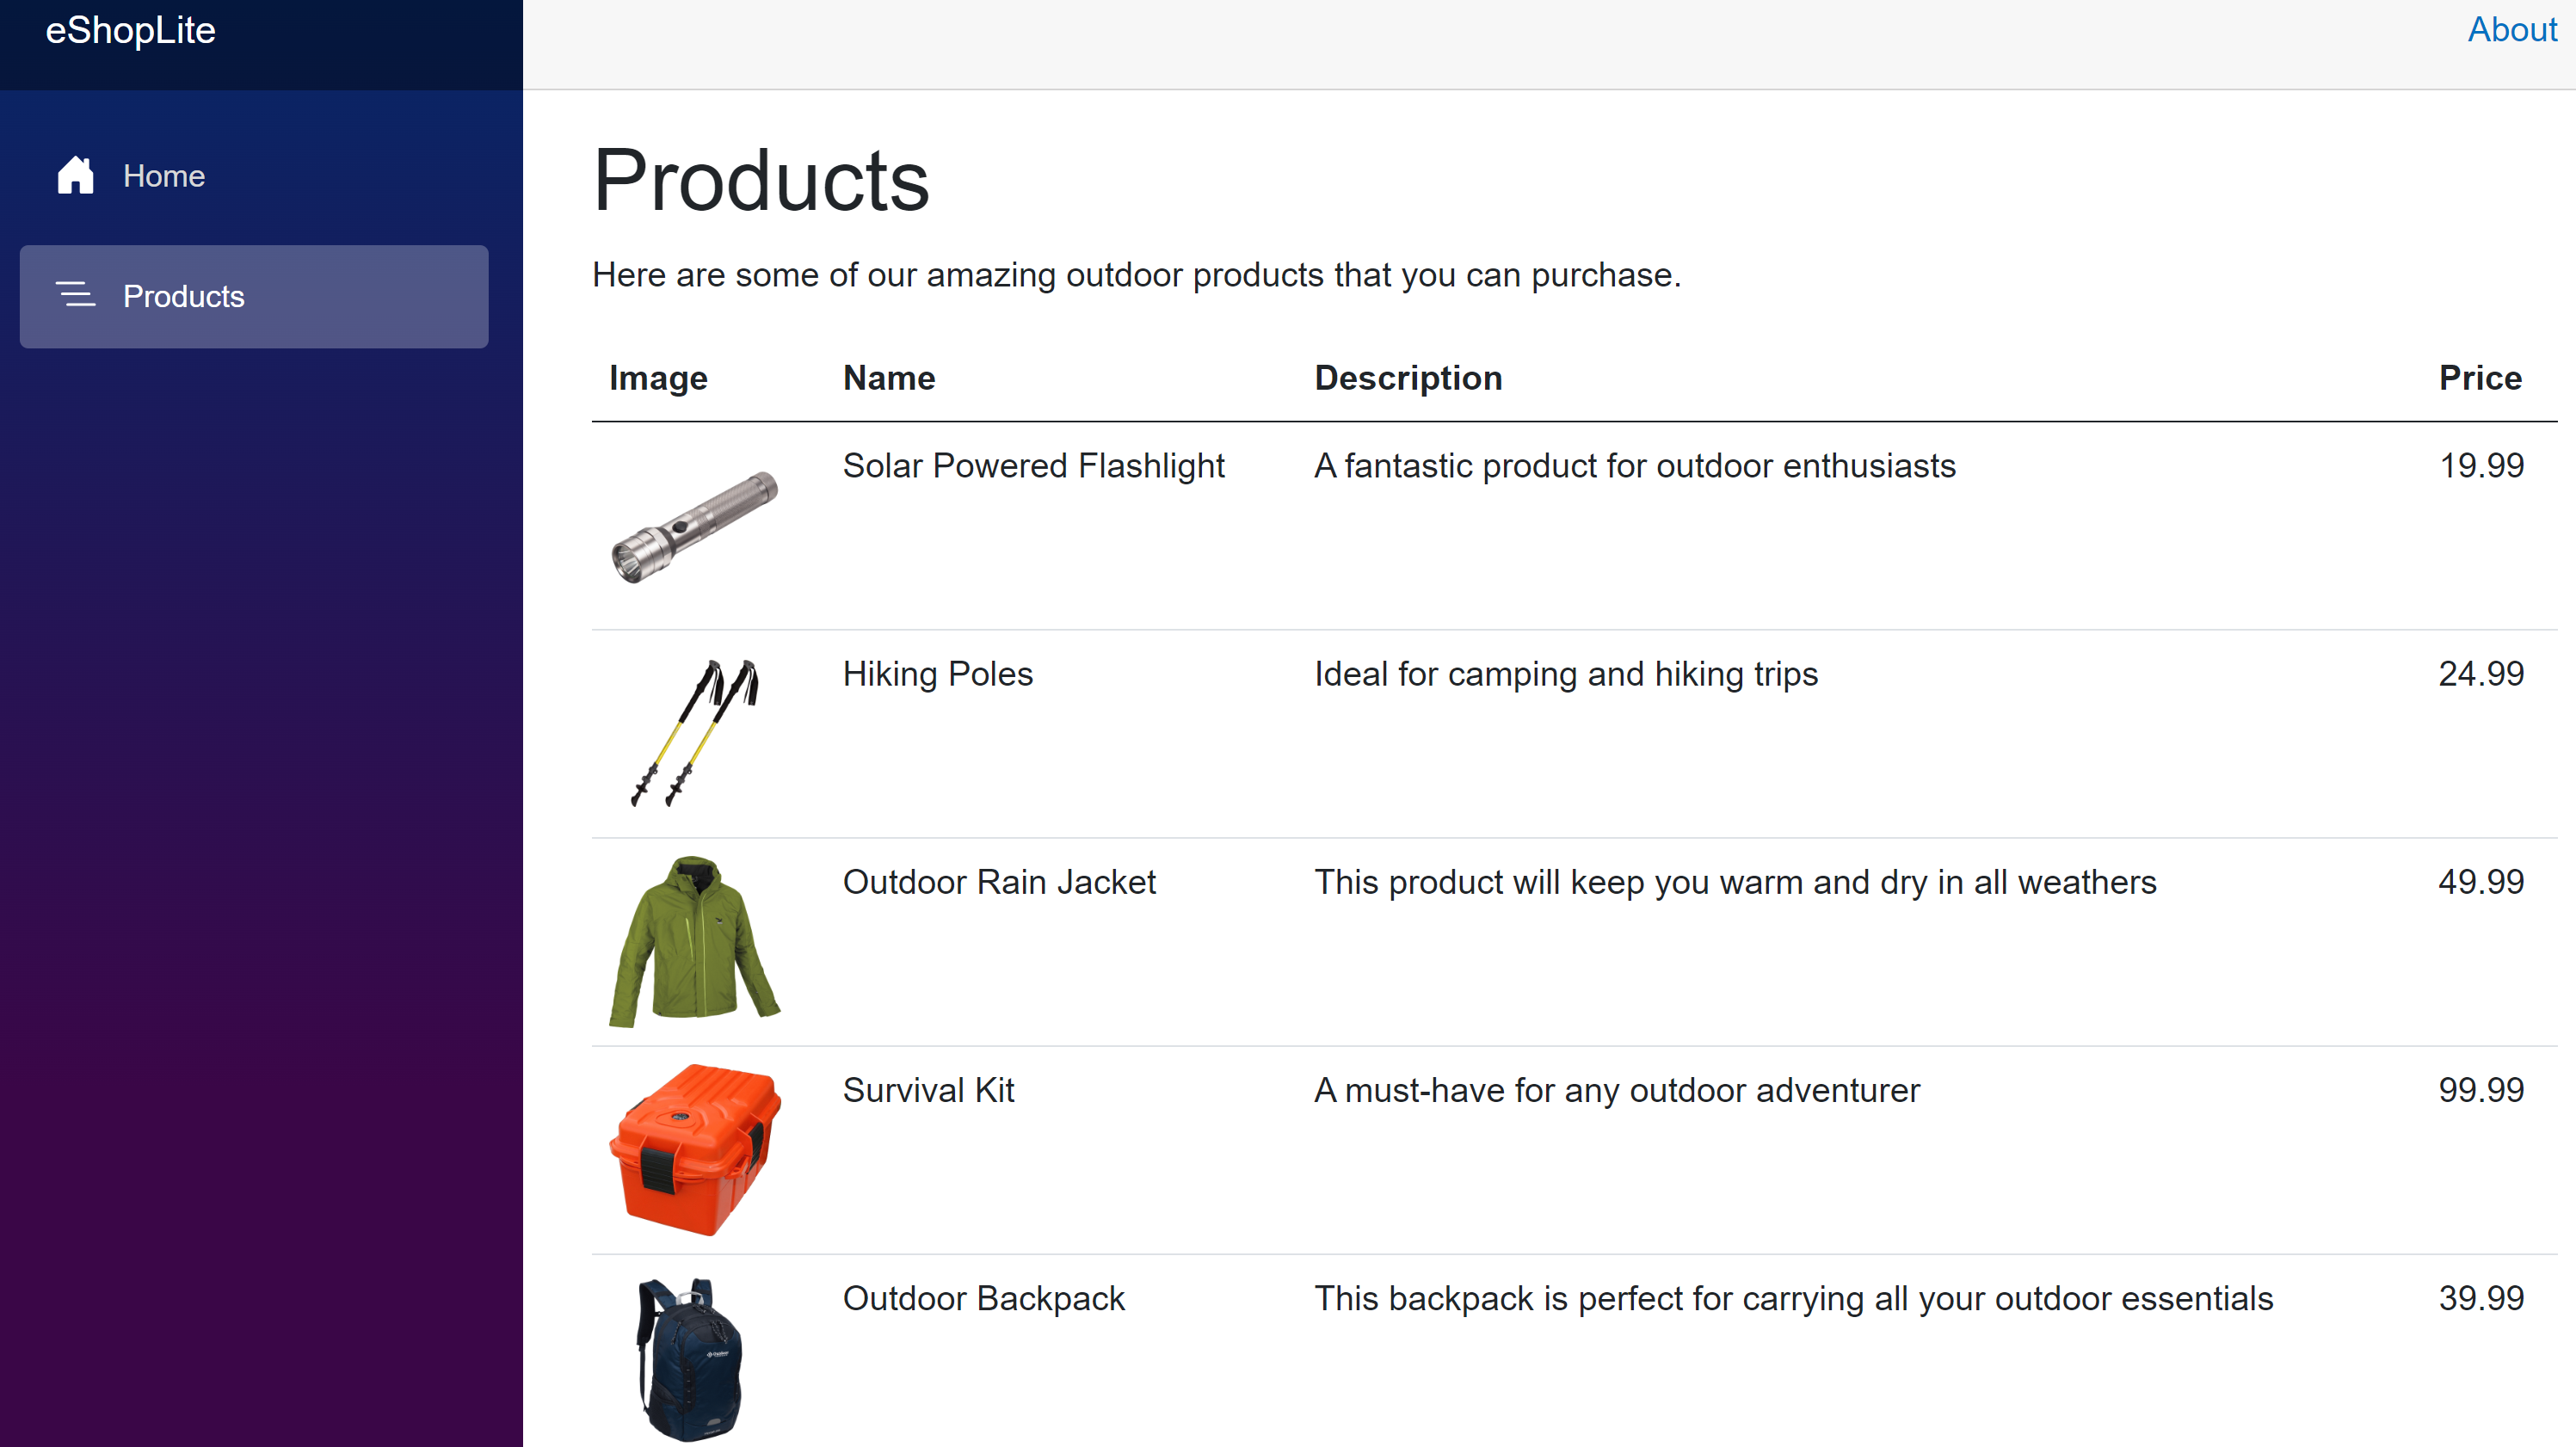 eShopLite
About
Home
Products
Products
Here are some of our amazing outdoor products that you can purchase.
Image Name Description Price
Solar Powered Flashlight A fantastic product for outdoor enthusiasts 19.99
Hiking Poles Ideal for camping and hiking trips 24.99
Outdoor Rain Jacket This product will keep you warm and dry in all weathers 49.99
Survival Kit A must-have for any outdoor adventurer 99.99
Outdoor Backpack This backpack is perfect for carrying all your outdoor essentials 39.99